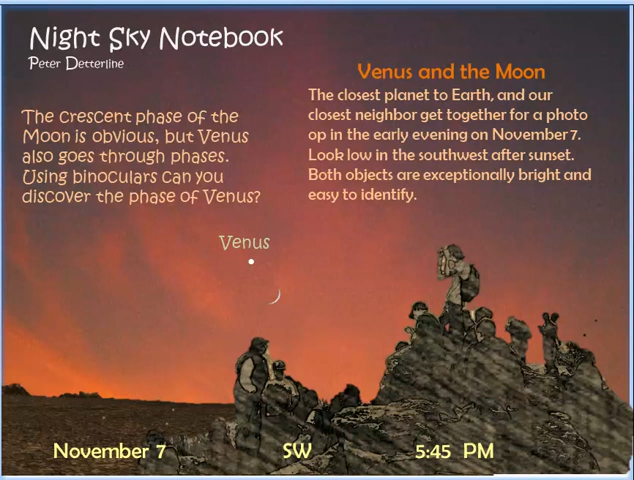 Night Sky Notebook
Peter Detterline
Venus and the Moon
The closest planet to Earth, and our
closest neighbor get together for a photo
op in the early evening on November 7.
Look low in the southwest after sunset.
Both objects are exceptionally bright and
easy to identify.
The crescent phase of the
Moon is obvious, but Venus
also goes through phases.
Using binoculars can you
discover the phase of Venus?
Venus
November 7
SW
5:45 PM